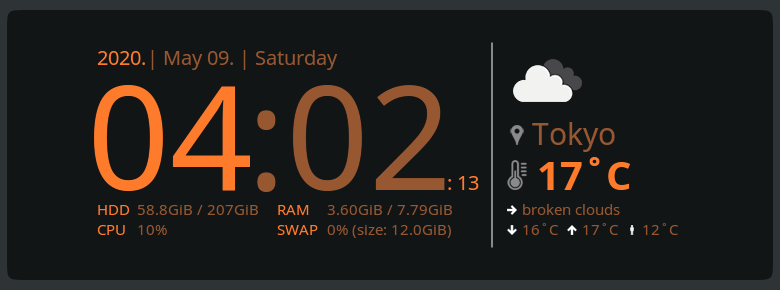 2020.| May 09. | Saturday
04:02: 13
HDD 58.8GiB / 207GiB RAM 3.60GiB / 7.79GiB
CPU 10% SWAP 0% (size: 12.0GiB)
Tokyo
17˚C
broken clouds
16˚C 17˚C 12˚C